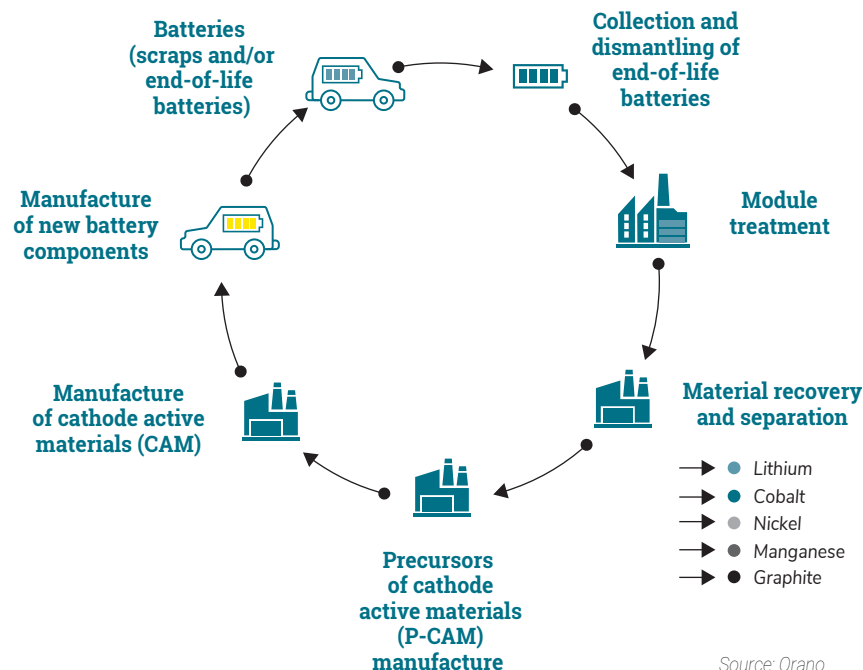 Batteries
(scraps and/or
end-of-life
batteries)
Collection and
dismantling of
end-of-life
batteries
Module
treatment
Material recovery
and separation
Lithium
Cobalt
Nickel
Manganese
Graphite
Precursors
of cathode
active materials
(P-CAM)
manufacture
Manufacture
of cathode active
materials (CAM)
Manufacture
of new battery
components
Source: Orano